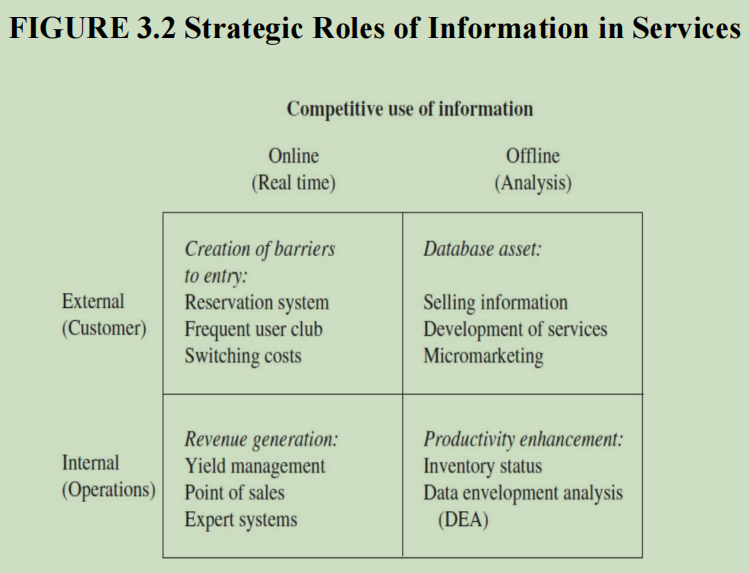 FIGURE 3.2 Strategic Roles of Information in Services
Competitive use of information
Online
(Real time)
Offline
(Analysis)
External
(Customer)
Creation of barriers
to entry:
Reservation system
Frequent user club
Switching costs
Database asset:
Selling information
Development of services
Micromarketing
Internal
(Operations)
Revenue generation:
Yield management
Point of sales
Expert systems
Productivity enhancement:
Inventory status
Data envelopment analysis
(DEA)